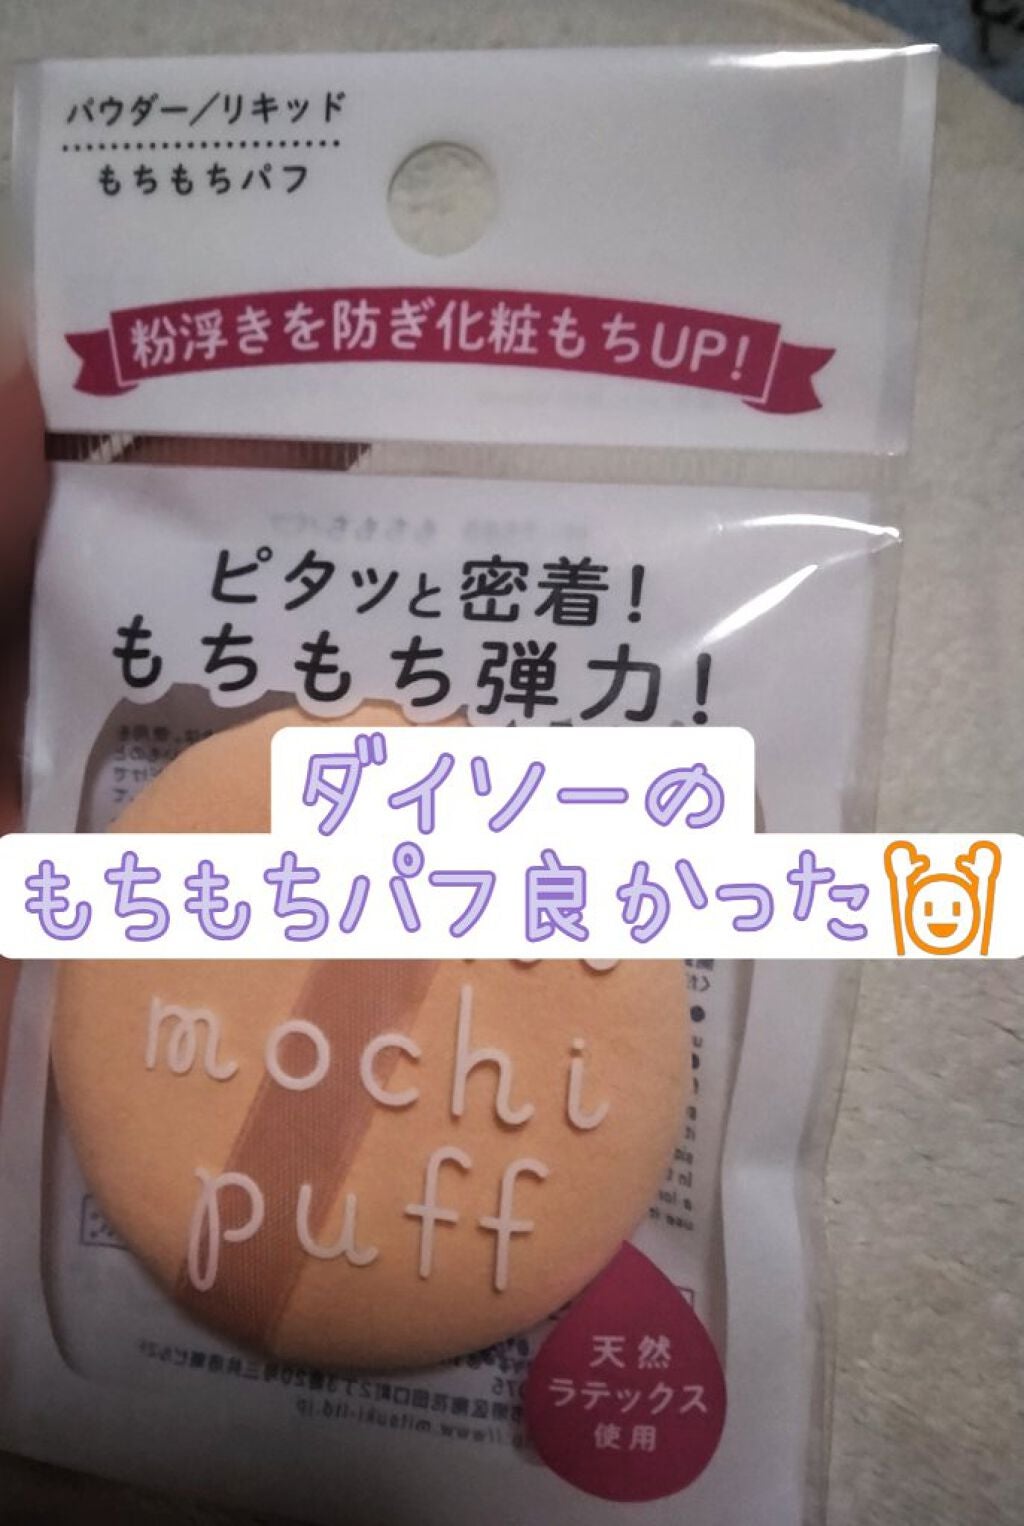 パウダー/リキッド
もちもちパフ
粉浮きを防ぎ化粧もちUP!
ピタッと密着!
もちもち弾力!
ダイソーの
もちもちパフ良かった
mochi
puff
天然
ラテックス
使用